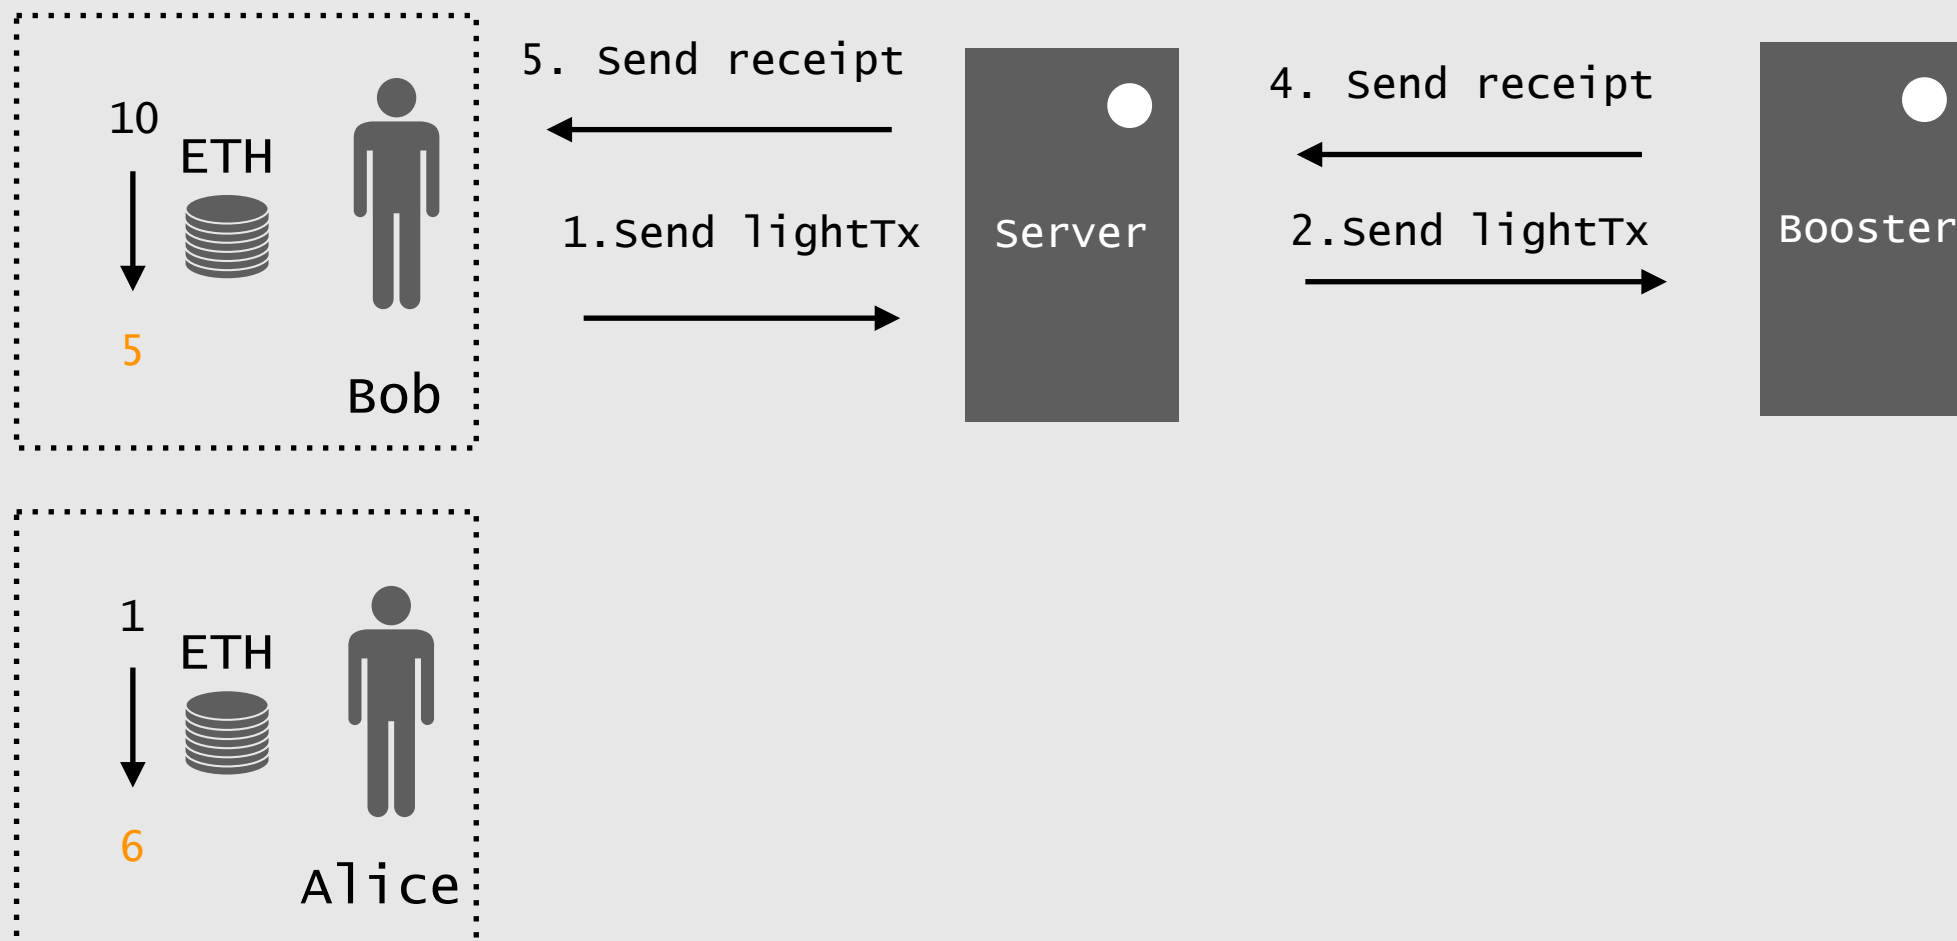 5. Send receipt
4. Send receipt
10
ETH
1.Send lightTx
Server
2.Send lightTx
Booster
5
Bob
1
ETH
6
Alice